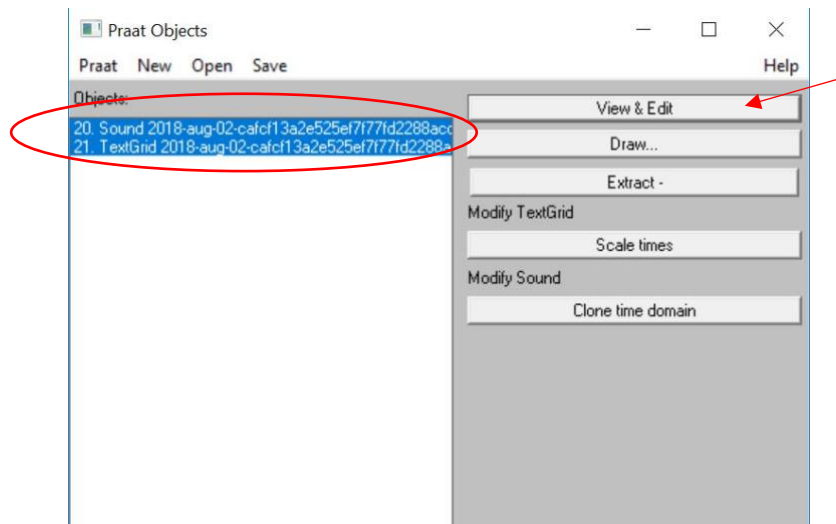 Praat Objects
Praat New Open Save Help
Objects:
20. Sound 2018-aug-02-cafcf13a2e525ef7f77fd2288acc
21. TextGrid 2018-aug-02-cafcf13a2e525ef7f77fd2288a
View & Edit
Draw...
Extract -
Modify TextGrid
Scale times
Modify Sound
Clone time domain